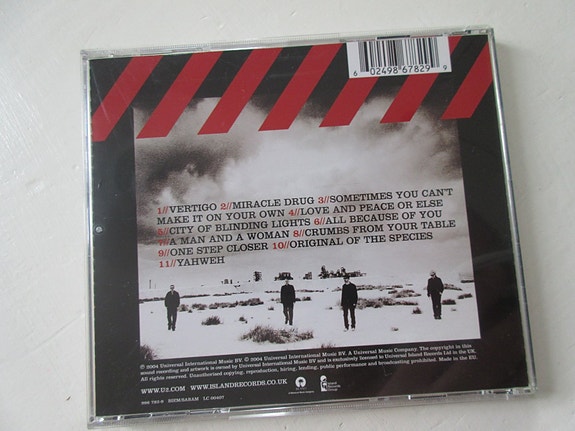 6 02498 67829 9
1//VERTIGO 2//MIRACLE DRUG 3//SOMETIMES YOU CAN'T
MAKE IT ON YOUR OWN 4//LOVE AND PEACE OR ELSE
5//CITY OF BLINDING LIGHTS 6//ALL BECAUSE OF YOU
7//A MAN AND A WOMAN 8//CRUMBS FROM YOUR TABLE
9//ONE STEP CLOSER 10//ORIGINAL OF THE SPECIES
11//YAHWEH
℗ 2004 Universal International Music BV. © 2004 Universal International Music BV. A Universal Music Company. The copyright in this
sound recording and artwork is owned by Universal International Music BV and is exclusively licensed to Universal Island Records Ltd in the UK.
All rights reserved. Unauthorised copying, reproduction, hiring, lending, public performance and broadcasting prohibited. Made in the EU.
WWW.U2.COM WWW.ISLANDRECORDS.CO.UK
BIEM/SABAM LC 00407